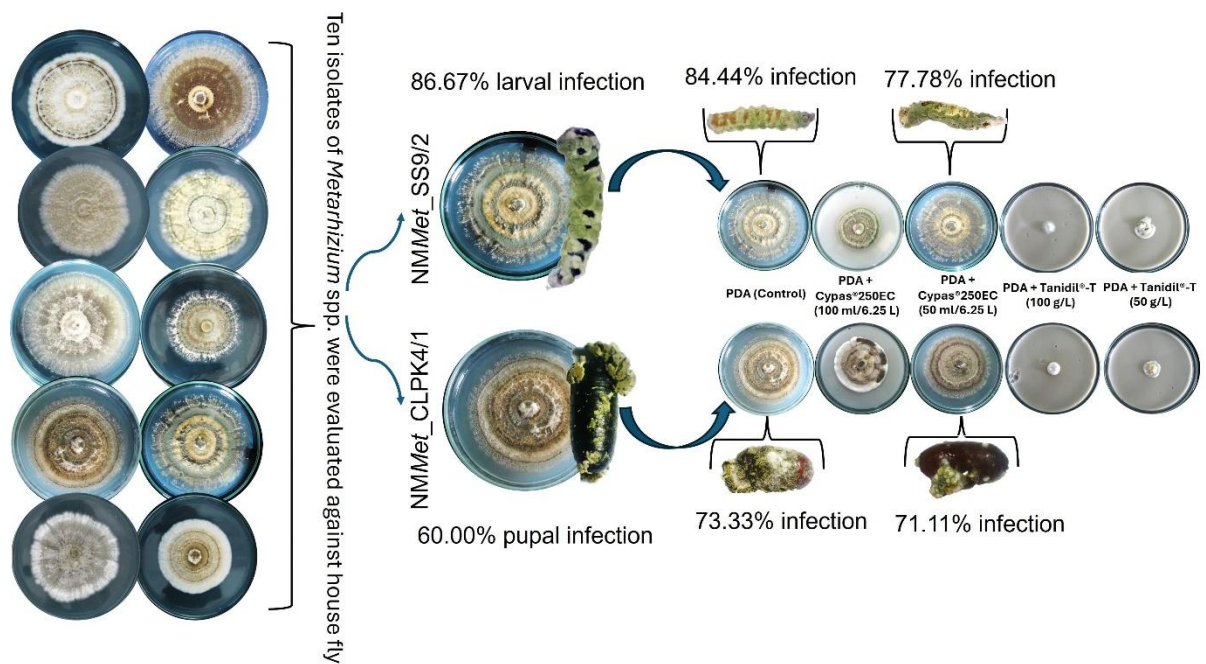 Ten isolates of Metarhizium spp. were evaluated against house fly
86.67% larval infection
NMMet_SS9/2
NMMet_CLPK4/1
60.00% pupal infection
84.44% infection
77.78% infection
PDA (Control)
PDA +
Cypas®250EC
(100 ml/6.25 L)
PDA +
Cypas®250EC
(50 ml/6.25 L)
PDA + Tanidil®-T
(100 g/L)
PDA + Tanidil®-T
(50 g/L)
73.33% infection
71.11% infection